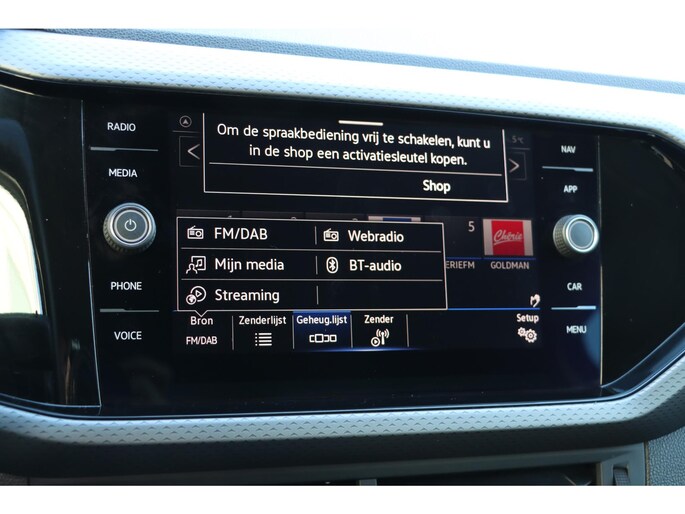 RADIO
MEDIA
PHONE
VOICE
Om de spraakbediening vrij te schakelen, kunt u
in de shop een activatiesleutel kopen.
Shop
FM/DAB
Webradio
Mijn media
BT-audio
Streaming
5
Chérie
ERIEFM
GOLDMAN
Bron
FM/DAB
Zenderlijst
Geheug.lijst
Zender
Setup
NAV
APP
CAR
MENU